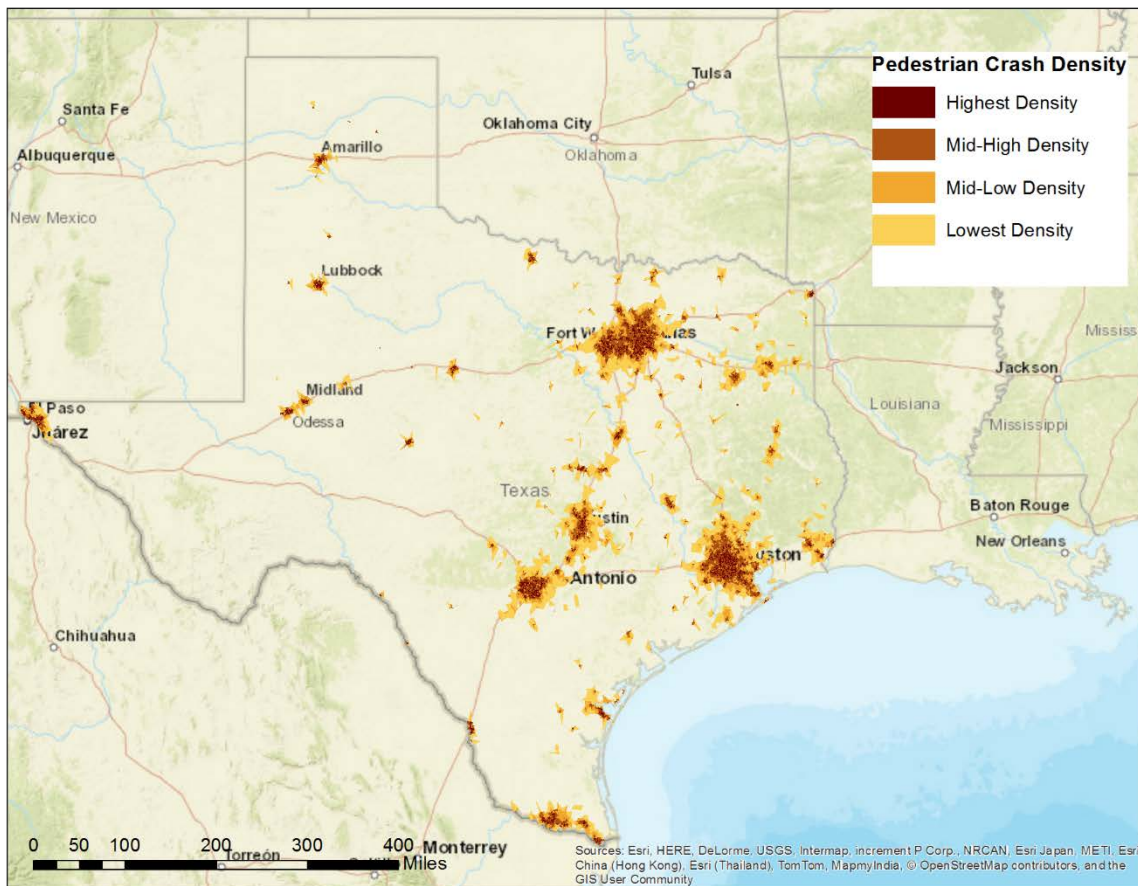 Pedestrian Crash Density
Highest Density
Mid-High Density
Mid-Low Density
Lowest Density
Tulsa
Santa Fe
Oklahoma City
Oklahoma
Amarillo
Albuquerque
New Mexico
Lubbock
Fort W
as
Mississ
Jackson
Midland
Odessa
Louisiana
Mississippi
El Paso
Juárez
Texas
stin
Baton Rouge
New Orleans
uston
Antonio
Chihuahua
0 50 100 200 300 400
Miles
Monterrey
Torreón
Sources: Esri, HERE, DeLorme, USGS, Intermap, increment P Corp., NRCAN, Esri Japan, METI, Esri
China (Hong Kong), Esri (Thailand), TomTom, MapmyIndia, © OpenStreetMap contributors, and the
GIS User Community